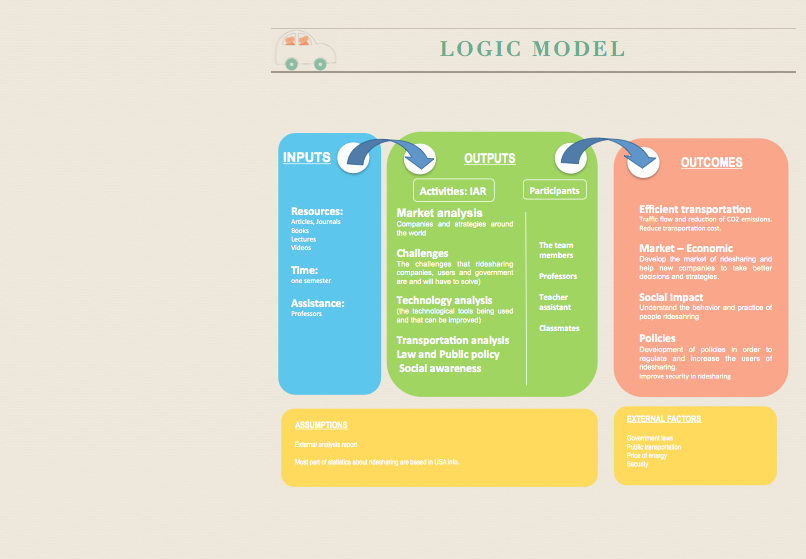 LOGIC MODEL
INPUTS
Resources:
Articles, Journals
Books
Lectures
Videos
Time:
one semester
Assistance:
Professors
OUTPUTS
Activities: IAR
Market analysis
Companies and strategies around
the world
Challenges
The challenges that ridesharing
companies, users and government
are and will have to solve)
Technology analysis
(the technological tools being used
and that can be improved)
Transportation analysis
Law and Public policy
Social awareness
Participants
The team
members
Professors
Teacher
assistant
Classmates
OUTCOMES
Efficient transportation
Traffic flow and reduction of CO2 emissions.
Reduce transportation cost.
Market – Economic
Develop the market of ridesharing and
help new companies to take better
decisions and strategies.
Social Impact
Understand the behavior and practice of
people ridesahring
Policies
Development of policies in order to
regulate and increase the users of
ridesharing.
Improve security in ridesharing
ASSUMPTIONS
External analysis report
Most part of statistics about ridesharing are based in USA info.
EXTERNAL FACTORS
Government laws
Public transportation
Price of energy
Security